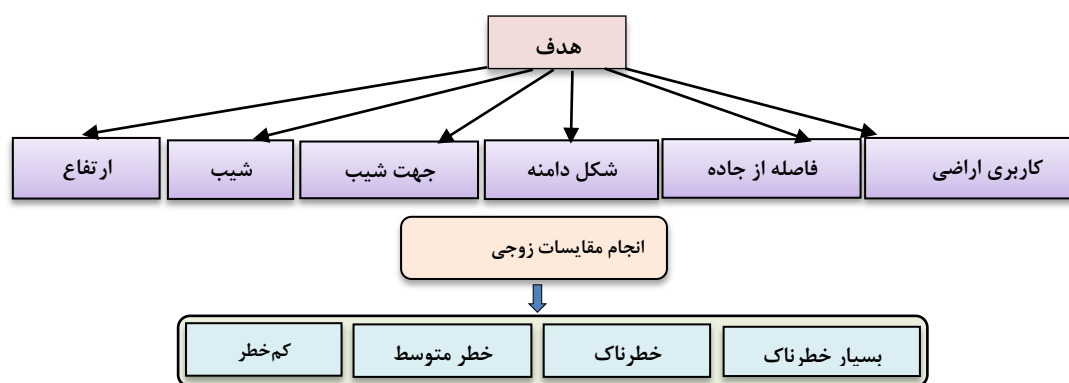 هدف
کاربری اراضی
فاصله از جاده
شکل دامنه
جهت شیب
شیب
ارتفاع
انجام مقایسات زوجی
بسیار خطرناک
خطرناک
خطر متوسط
کم‌خطر